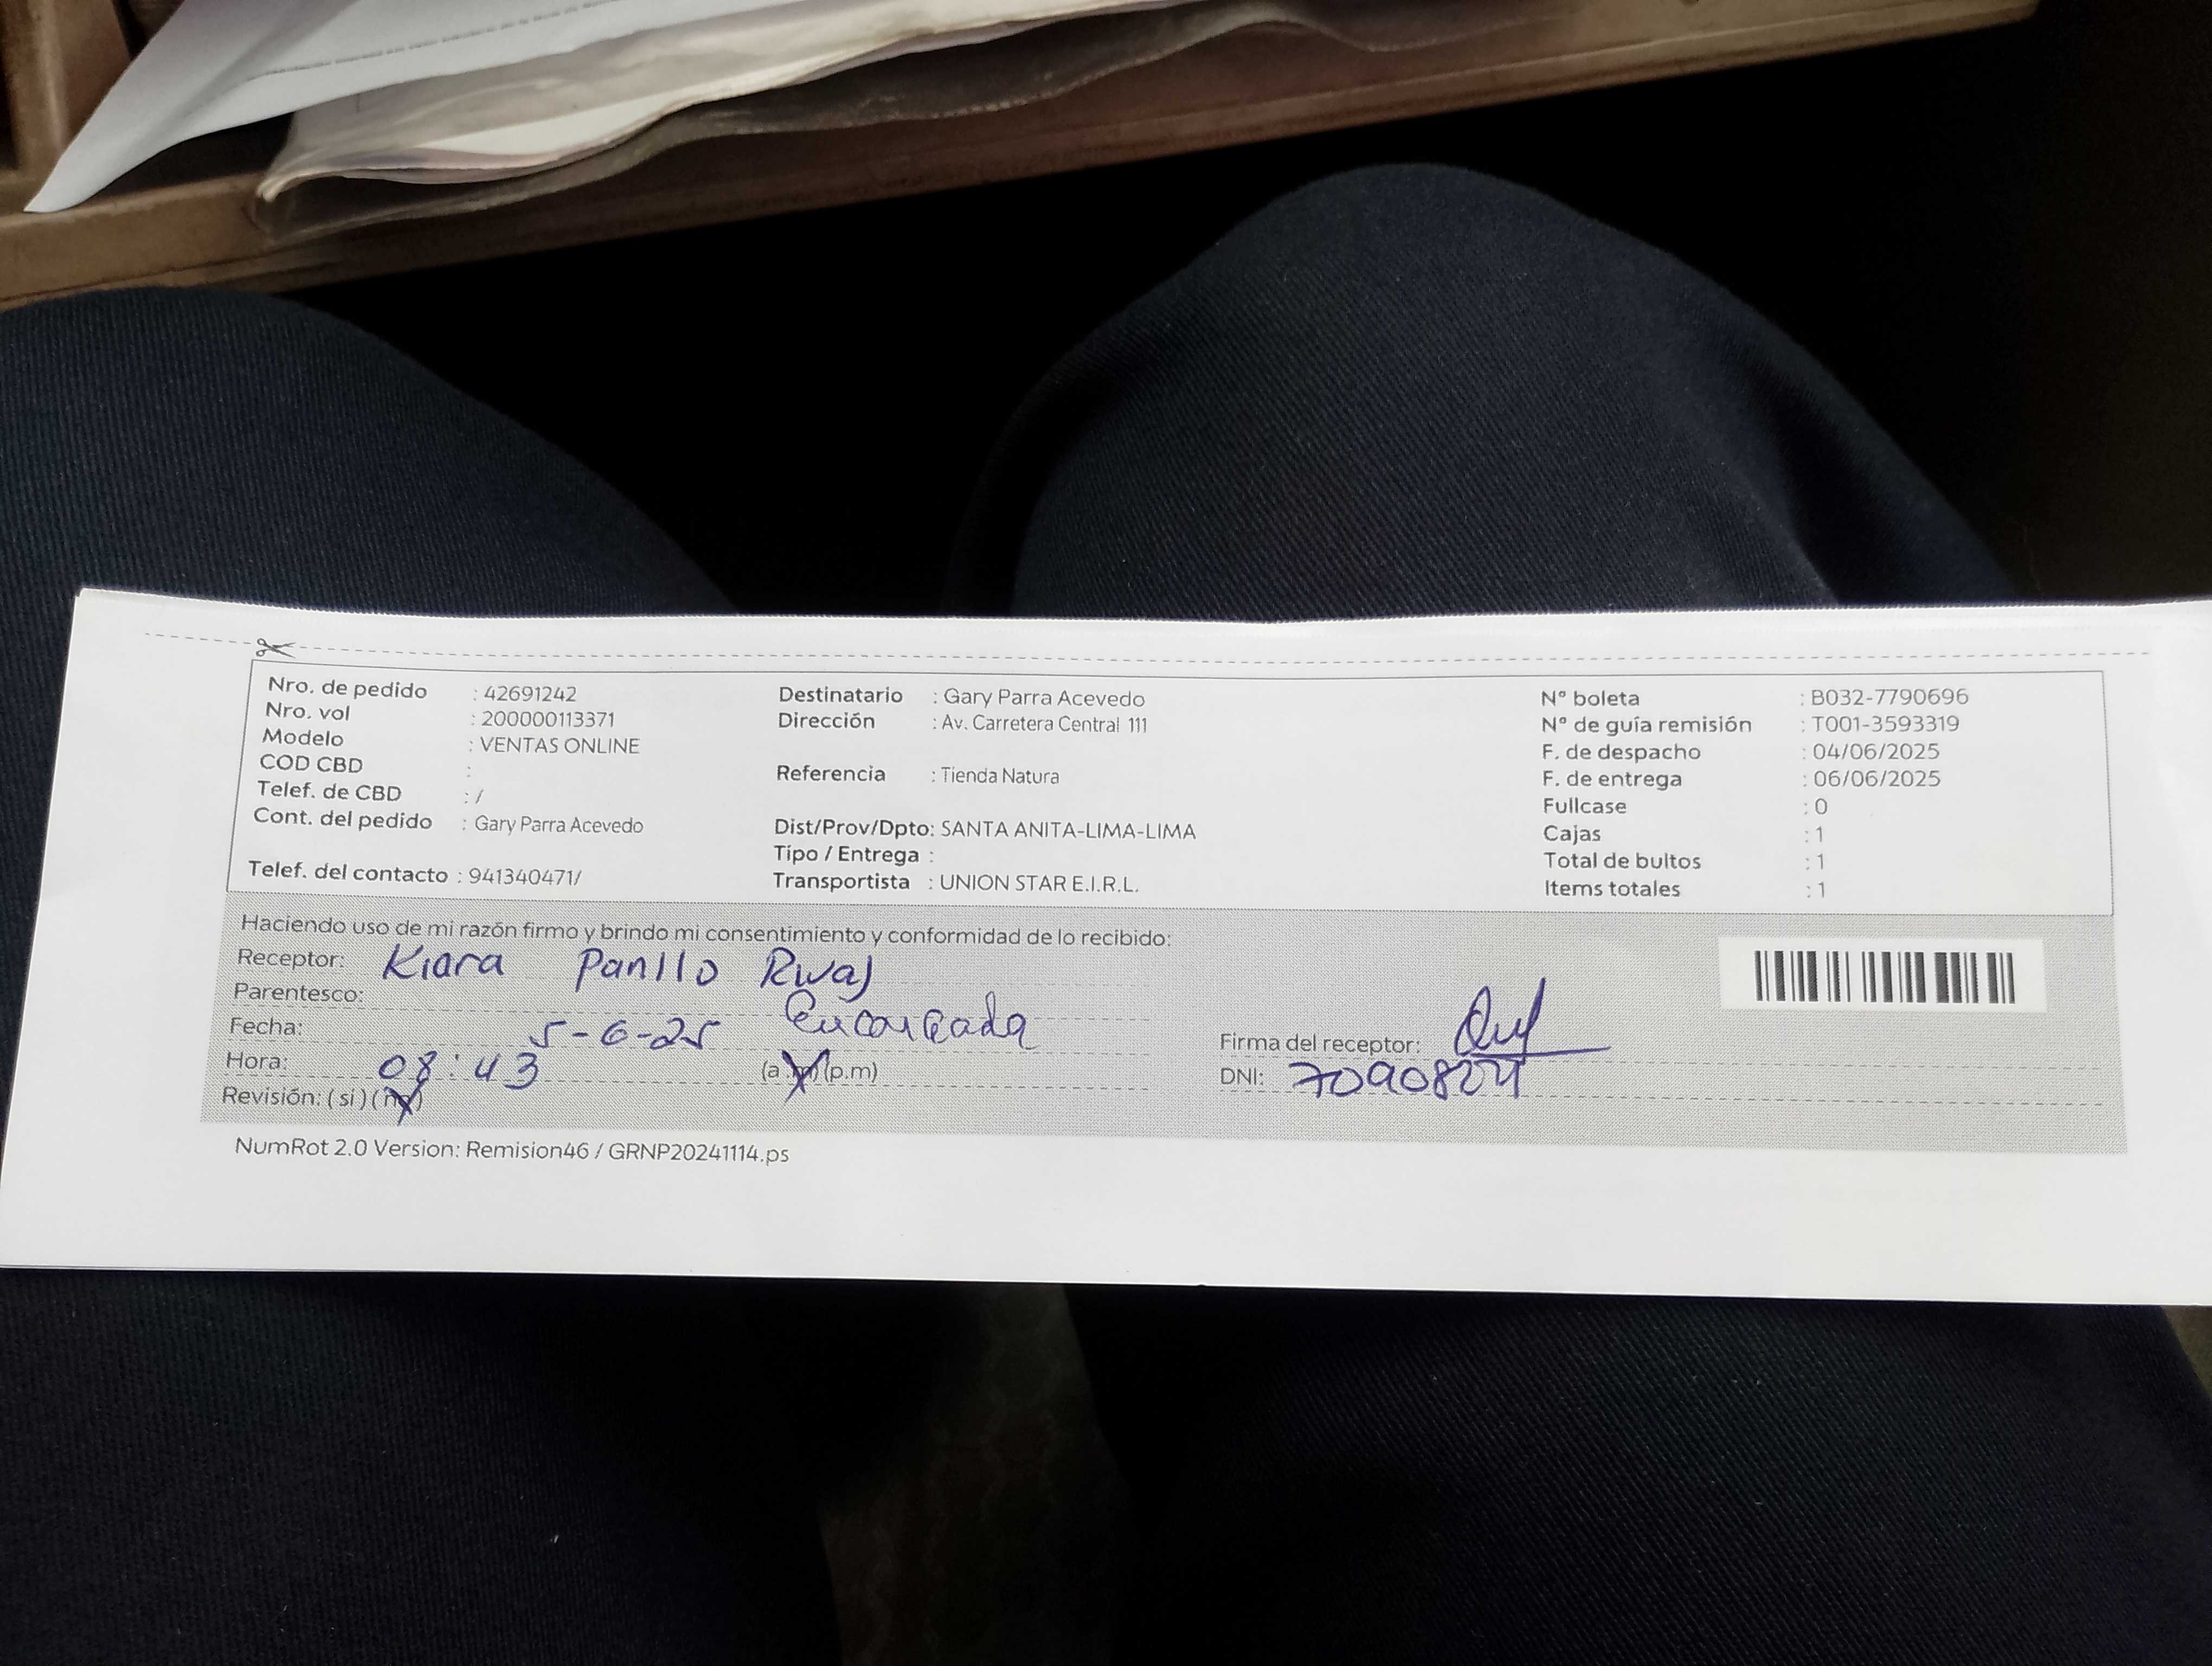 Nro. de pedido : 42691242
Nro. vol : 200000113371
Modelo : VENTAS ONLINE
COD CBD :
Telef. de CBD : /
Cont. del pedido : Gary Parra Acevedo
Telef. del contacto : 941340471/
Destinatario : Gary Parra Acevedo
Dirección : Av. Carretera Central 111
Referencia : Tienda Natura
Dist/Prov/Dpto: SANTA ANITA-LIMA-LIMA
Tipo / Entrega :
Transportista : UNION STAR E.I.R.L.
N° boleta : B032-7790696
N° de guía remisión : T001-3593319
F. de despacho : 04/06/2025
F. de entrega : 06/06/2025
Fullcase : 0
Cajas : 1
Total de bultos : 1
Items totales : 1
Haciendo uso de mi razón firmo y brindo mi consentimiento y conformidad de lo recibido:
Receptor: Kiara
Parentesco: Encargada
Fecha: 5-6-25
Hora: 08:43 (a.m) (p.m)
Revisión: (si) (no)
Firma del receptor:
DNI:
NumRot 2.0 Version: Remision46 / GRNP20241114.ps